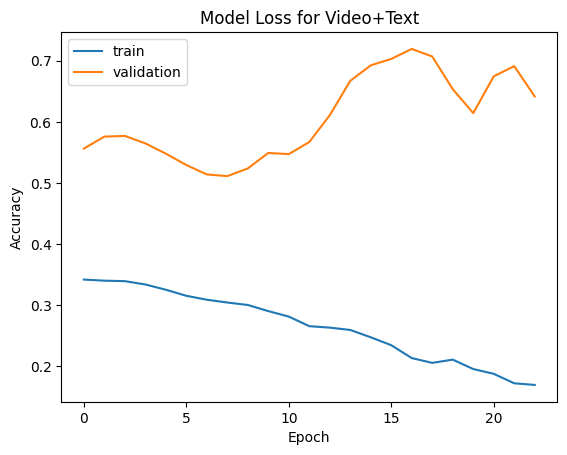 Model Loss for Video+Text
train
validation
0.7
0.6
0.5
0.4
0.3
0.2
Accuracy
0 5 10 15 20
Epoch